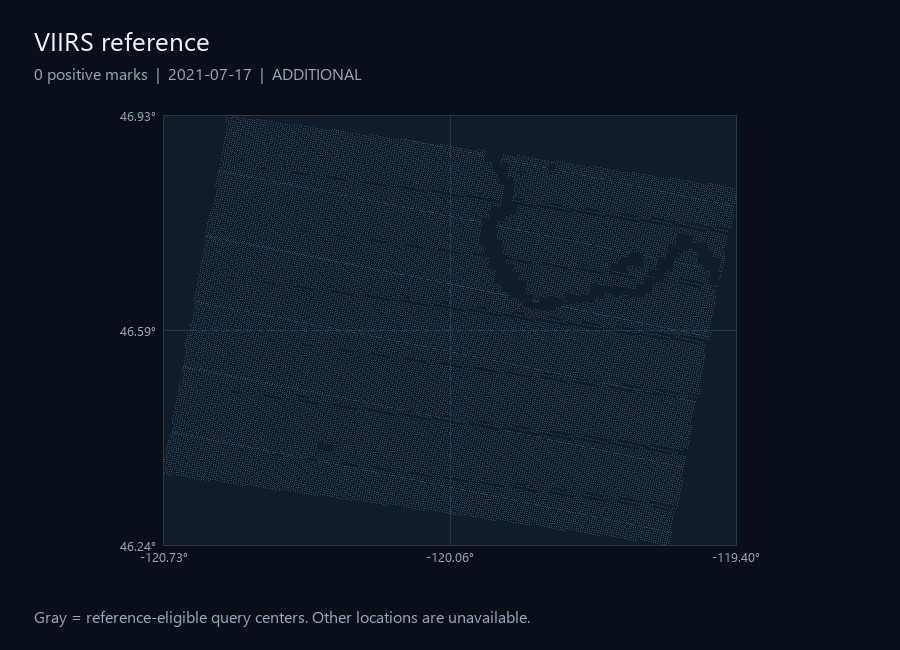 VIIRS reference
0 positive marks | 2021-07-17 | ADDITIONAL
46.93°
46.59°
46.24°
-120.73°
-120.06°
-119.40°
Gray = reference-eligible query centers. Other locations are unavailable.